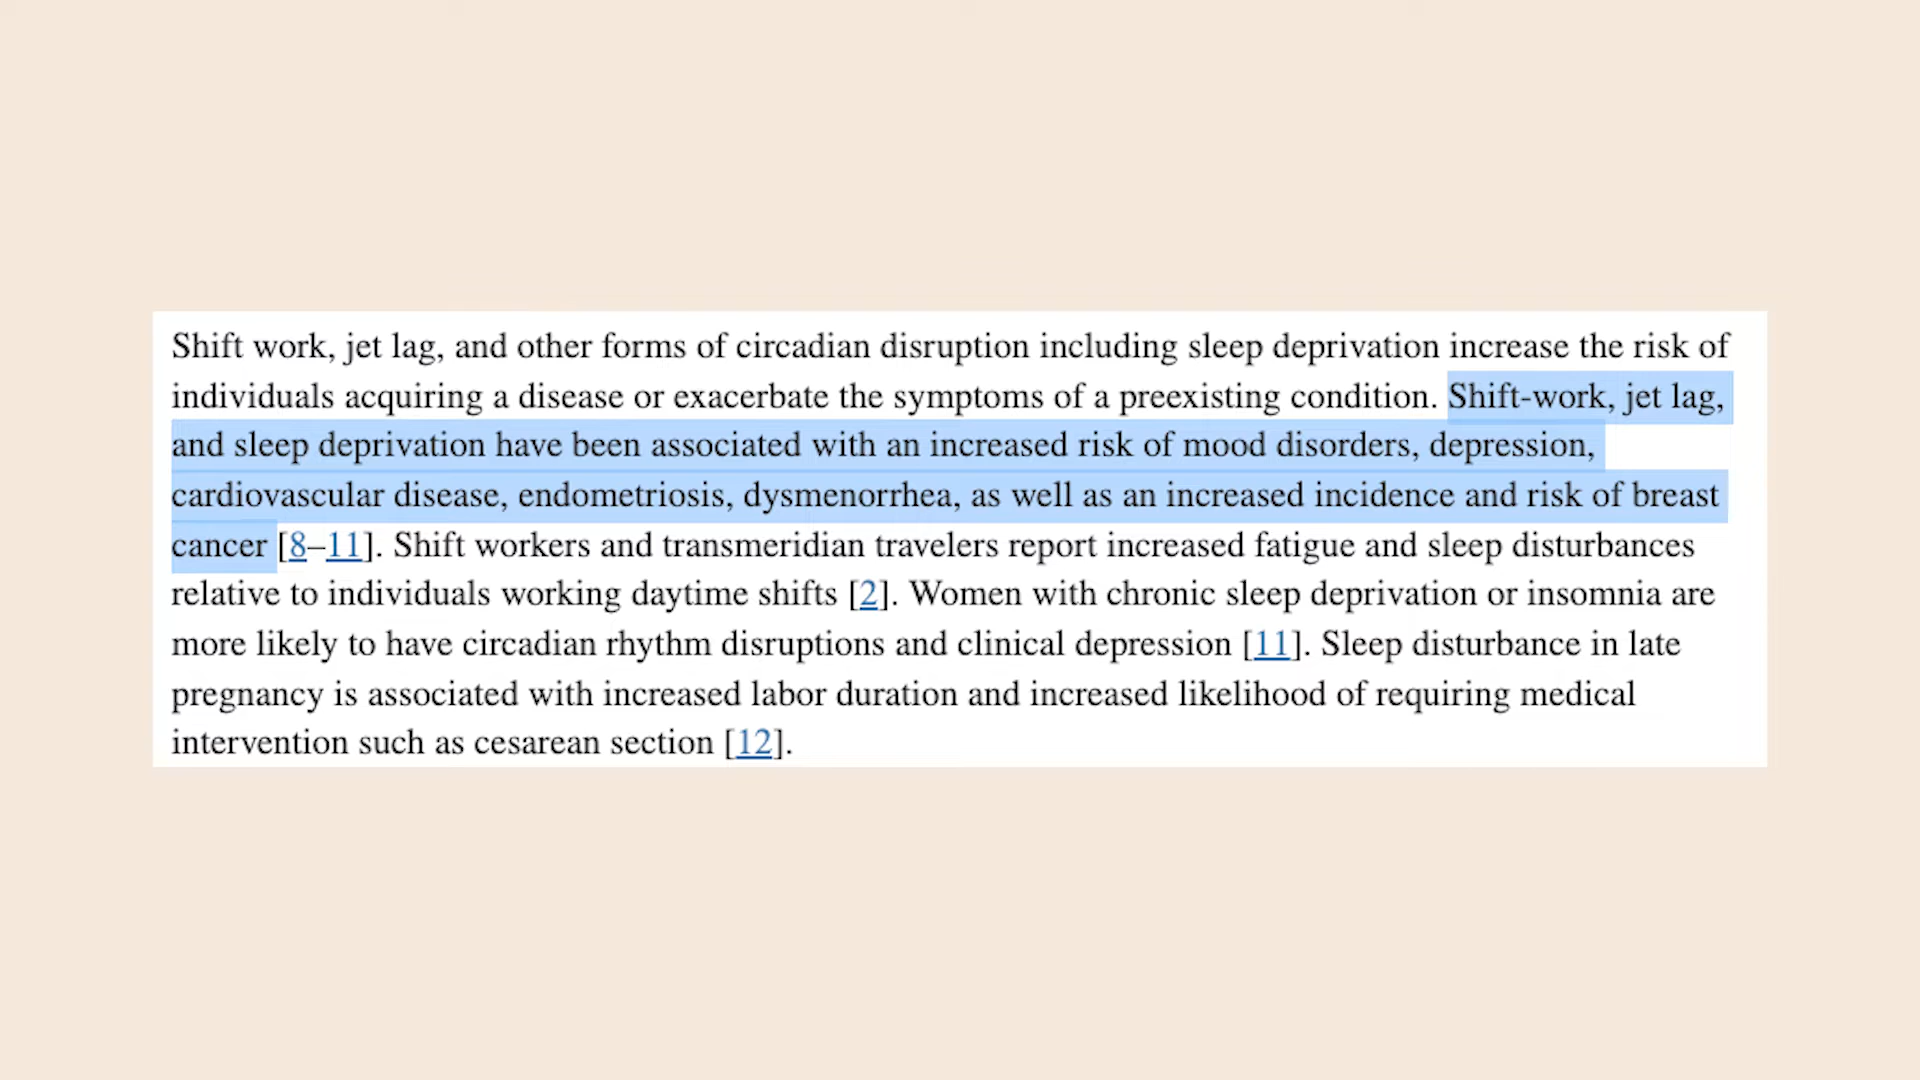 Shift work, jet lag, and other forms of circadian disruption including sleep deprivation increase the risk of
individuals acquiring a disease or exacerbate the symptoms of a preexisting condition. Shift-work, jet lag,
and sleep deprivation have been associated with an increased risk of mood disorders, depression,
cardiovascular disease, endometriosis, dysmenorrhea, as well as an increased incidence and risk of breast
cancer [8–11]. Shift workers and transmeridian travelers report increased fatigue and sleep disturbances
relative to individuals working daytime shifts [2]. Women with chronic sleep deprivation or insomnia are
more likely to have circadian rhythm disruptions and clinical depression [11]. Sleep disturbance in late
pregnancy is associated with increased labor duration and increased likelihood of requiring medical
intervention such as cesarean section [12].